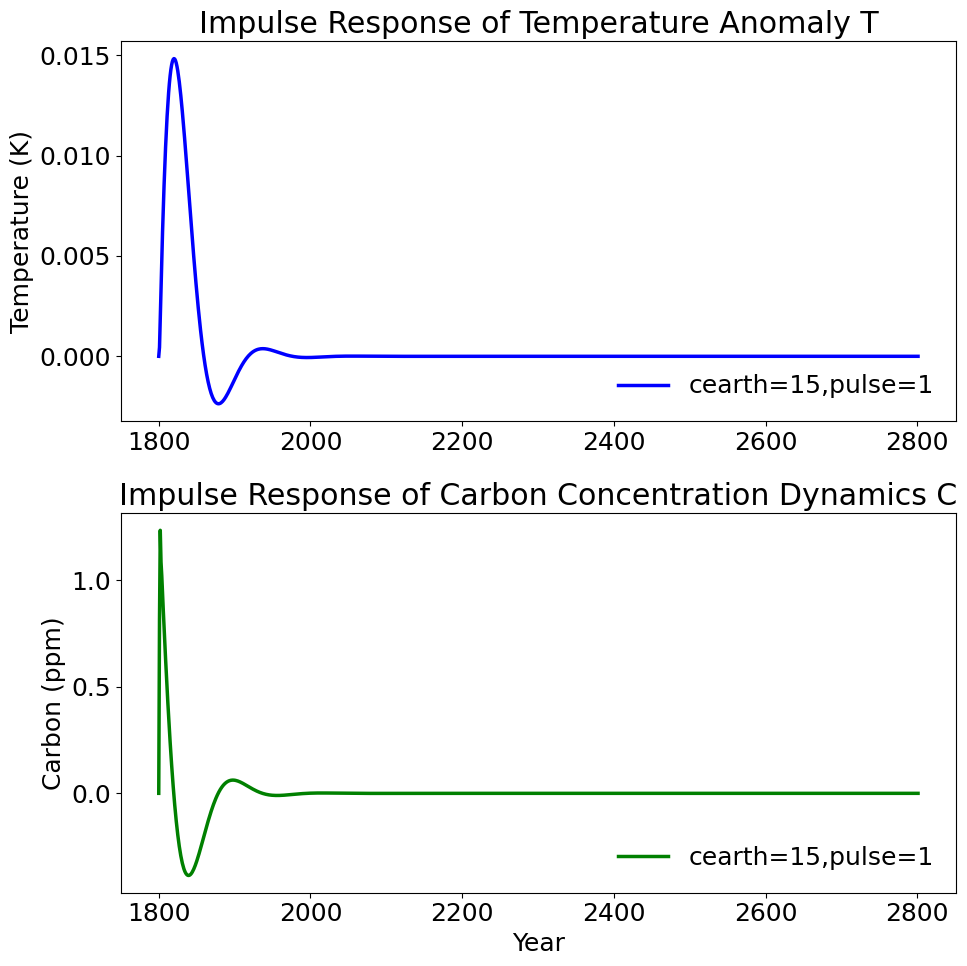 Impulse Response of Temperature Anomaly T
0.015
0.010
0.005
0.000
Temperature (K)
cearth=15,pulse=1
1800 2000 2200 2400 2600 2800
Impulse Response of Carbon Concentration Dynamics C
1.0
0.5
0.0
Carbon (ppm)
cearth=15,pulse=1
1800 2000 2200 2400 2600 2800
Year